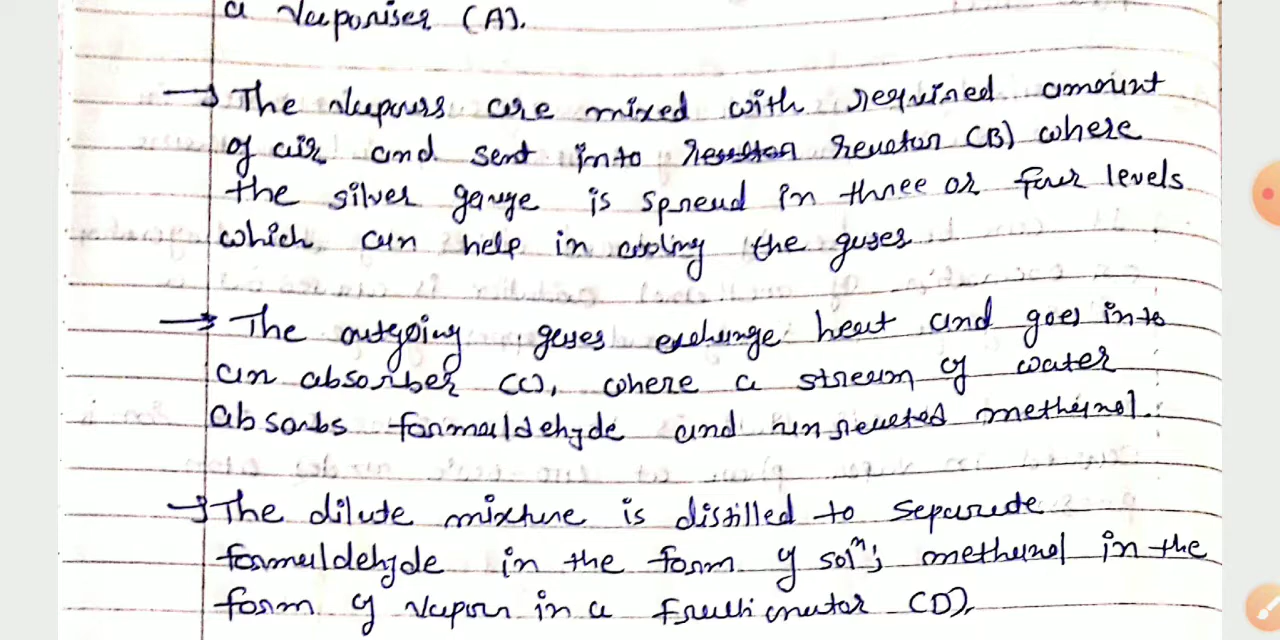 a Vaporiser (A).
→ The vapours are mixed with required amount
of air and sent into reactor (B) where
the silver gauge is spread in three or four levels
which can help in cooling the gases
→ The outgoing gases exchange heat and goes into
an absorber (C), where a stream of water
absorbs formaldehyde and unreacted methanol.
→ The dilute mixture is distilled to separate
formaldehyde in the form of solⁿ; methanol in the
form of vapour in a fractionator (D).